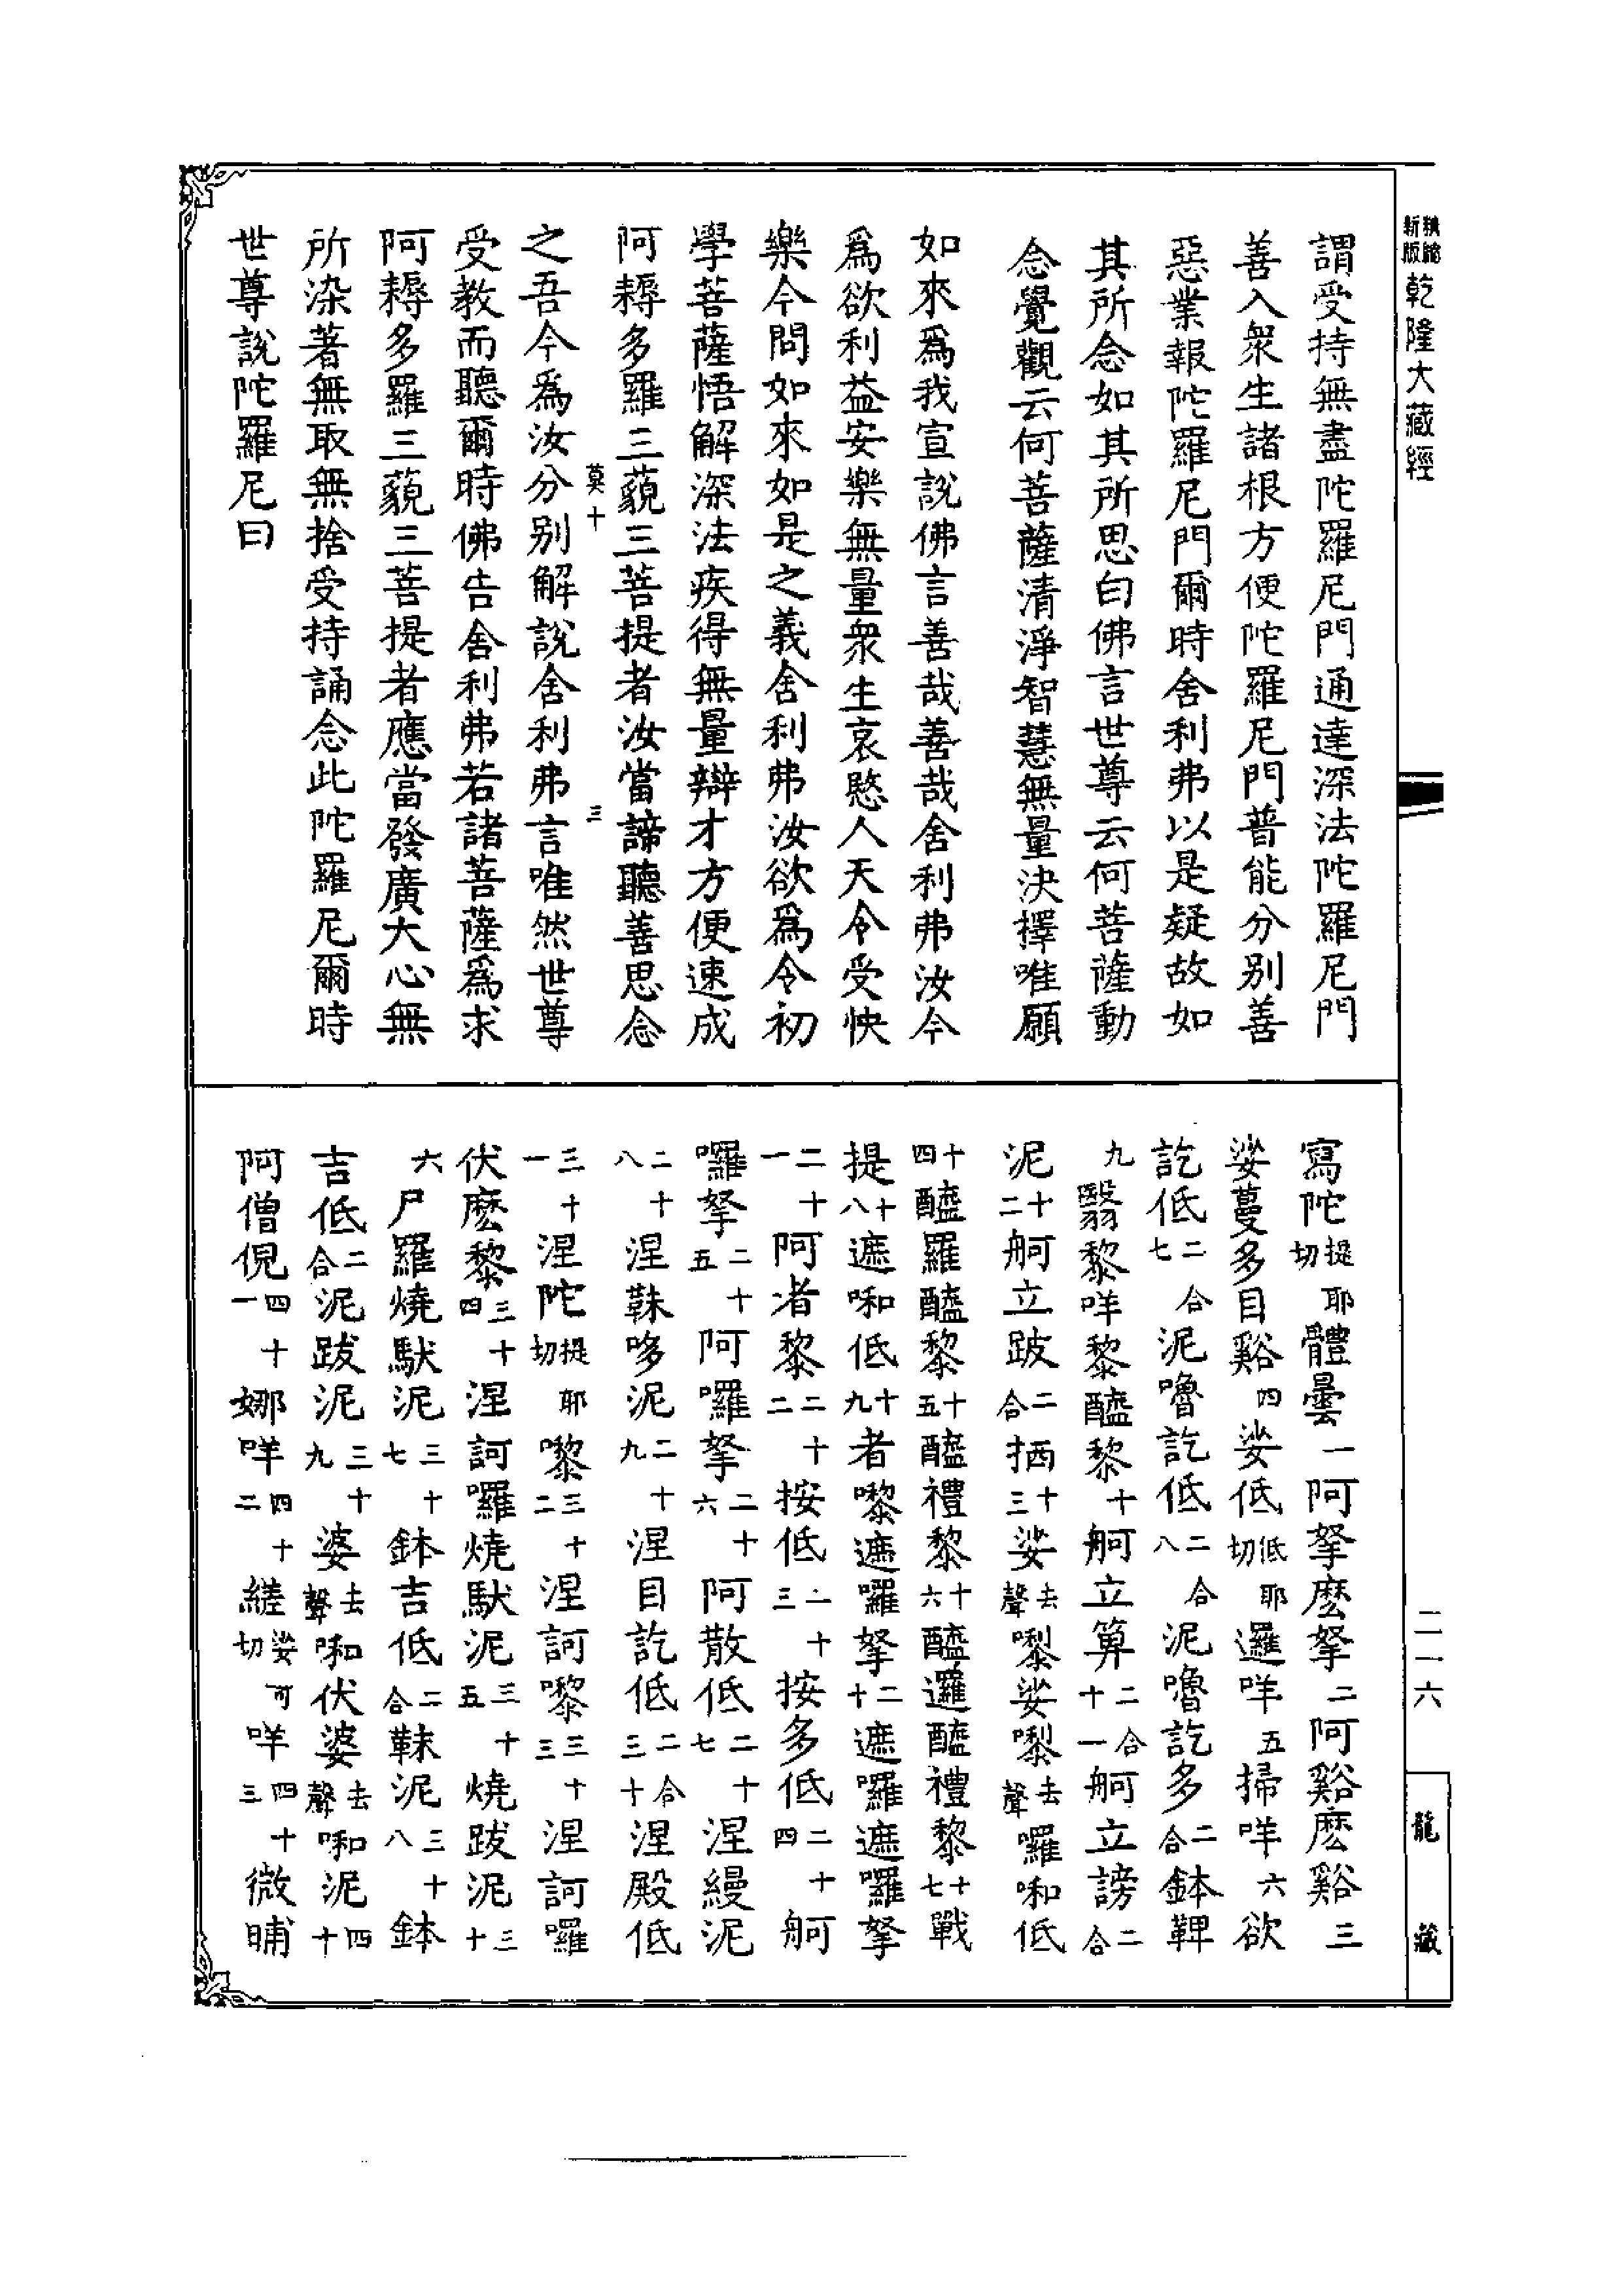 新版
乾隆大藏經
謂受持無盡陀羅尼門通達深法陀羅尼門
善入衆生諸根方便陀羅尼門普能分別善
惡業報陀羅尼門爾時舍利弗以是疑故如
其所念如其所思白佛言世尊云何菩薩動
念覺觀云何菩薩清淨智慧無量決擇唯願
如來爲我宣說佛言善哉善哉舍利弗汝今
爲欲利益安樂無量衆生哀愍人天令受快
樂今問如來如是之義舍利弗汝欲爲令初
學菩薩悟解深法疾得無量辯才方便速成
阿耨多羅三藐三菩提者汝當諦聽善思念
莫十 三
之吾今爲汝分別解說舍利弗言唯然世尊
受教而聽爾時佛告舍利弗若諸菩薩爲求
阿耨多羅三藐三菩提者應當發廣大心無
所染著無取無捨受持誦念此陀羅尼爾時
世尊說陀羅尼曰
寫陀提耶切體曇一阿拏麽拏二阿谿麽谿三
娑蔓多目谿四娑低低耶切邏咩五掃咩六欲
訖低二合七泥嚕訖低二合八泥嚕訖多二合鉢鞞
九翳黎咩黎醯黎十舸立算二合十一舸立謗二合
泥十二舸立跛二合拪十三娑去聲嚟娑嚟去聲囉啝低
十四醯羅醯黎十五醯禮黎十六醯邏醯禮黎十七戰
提十八遮啝低十九者嚟遮囉拏二十遮囉遮囉拏
二十一阿者黎二十二按低二十三按多低二十四舸
囉拏二十五阿囉拏二十六阿散低二十七涅縵泥
二十八涅靺哆泥二十九涅目訖低二合三十涅殿低
三十一涅陀提耶切嚟三十二涅訶嚟三十三涅訶囉
伏麽黎三十四涅訶囉燒馱泥三十五燒跋泥三十
六尸羅燒馱泥三十七鉢吉低二合靺泥三十八鉢
吉低二合泥跋泥三十九婆去聲啝伏婆去聲啝泥四十
阿僧倪四十一娜咩四十二縒娑可切咩四十三微晡
二一六
龍
藏